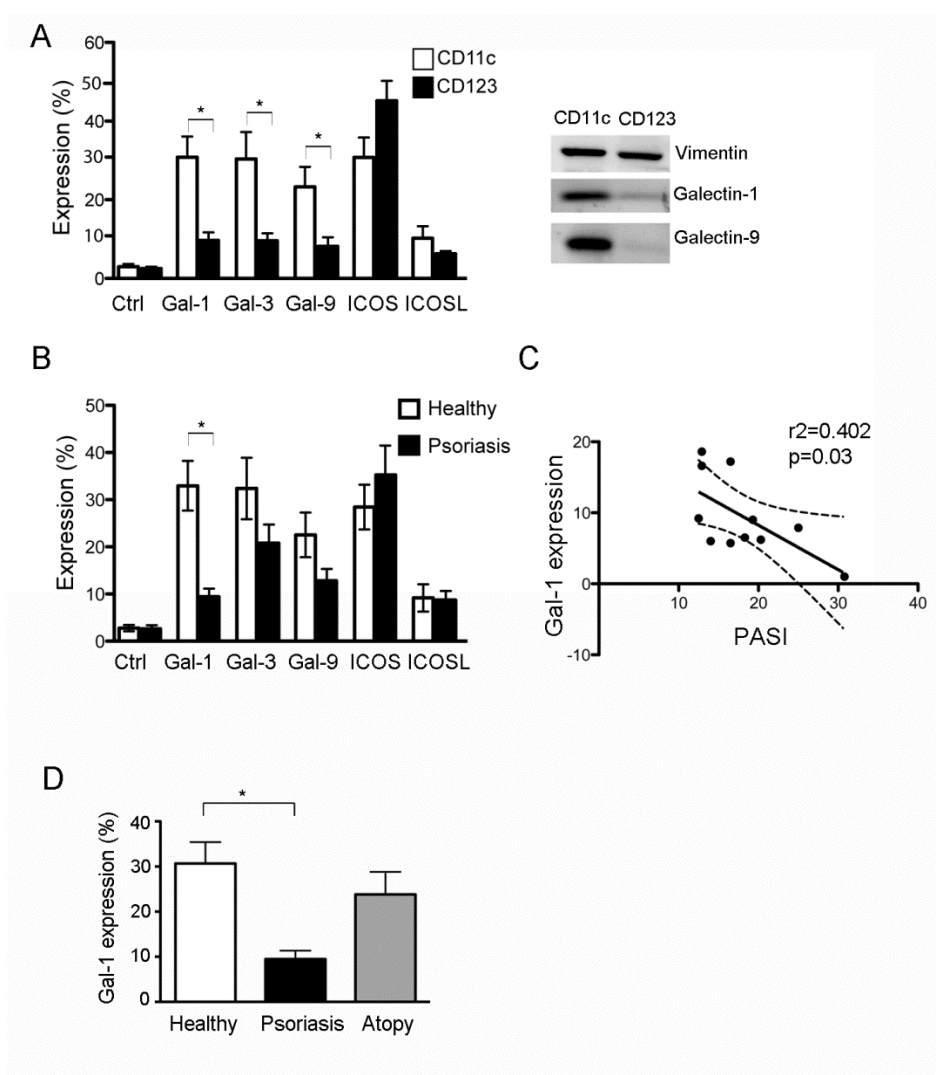 A
60
50
40
30
20
10
0
Expression (%)
CD11c
CD123
*
*
*
Ctrl Gal-1 Gal-3 Gal-9 ICOS ICOSL
CD11c CD123
Vimentin
Galectin-1
Galectin-9
B
50
40
30
20
10
0
Expression (%)
Healthy
Psoriasis
*
Ctrl Gal-1 Gal-3 Gal-9 ICOS ICOSL
C
r2=0.402
p=0.03
20
10
0
-10
Gal-1 expression
10 20 30 40
PASI
D
40
30
20
10
0
Gal-1 expression (%)
*
Healthy Psoriasis Atopy